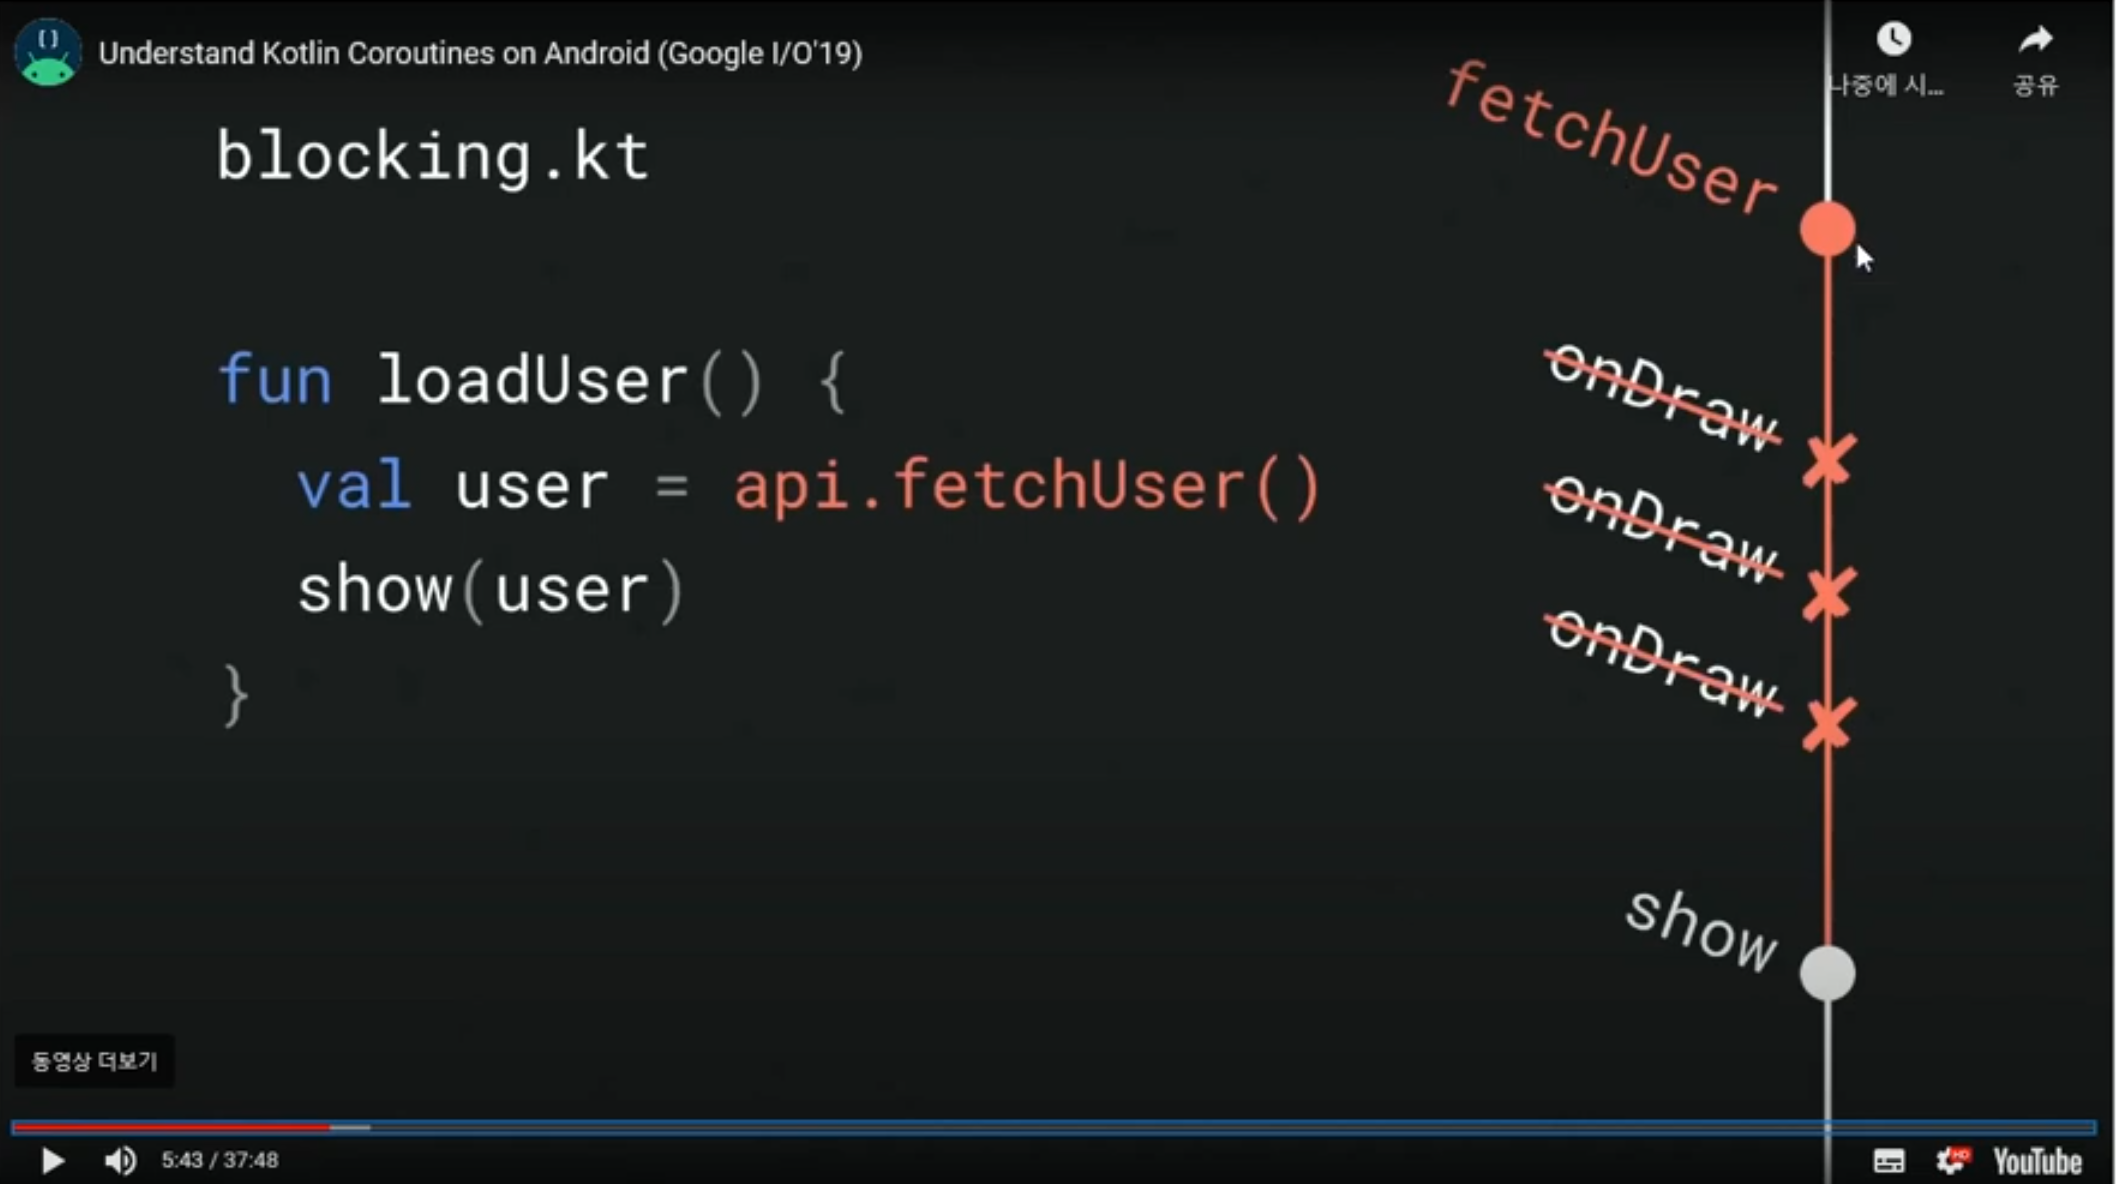 Understand Kotlin Coroutines on Android (Google I/O'19)
나중에 시...
공유
blocking.kt
fun loadUser() {
  val user = api.fetchUser()
  show(user)
}
fetchUser
onDraw
onDraw
onDraw
show
동영상 더보기
5:43 / 37:48
HD
YouTube